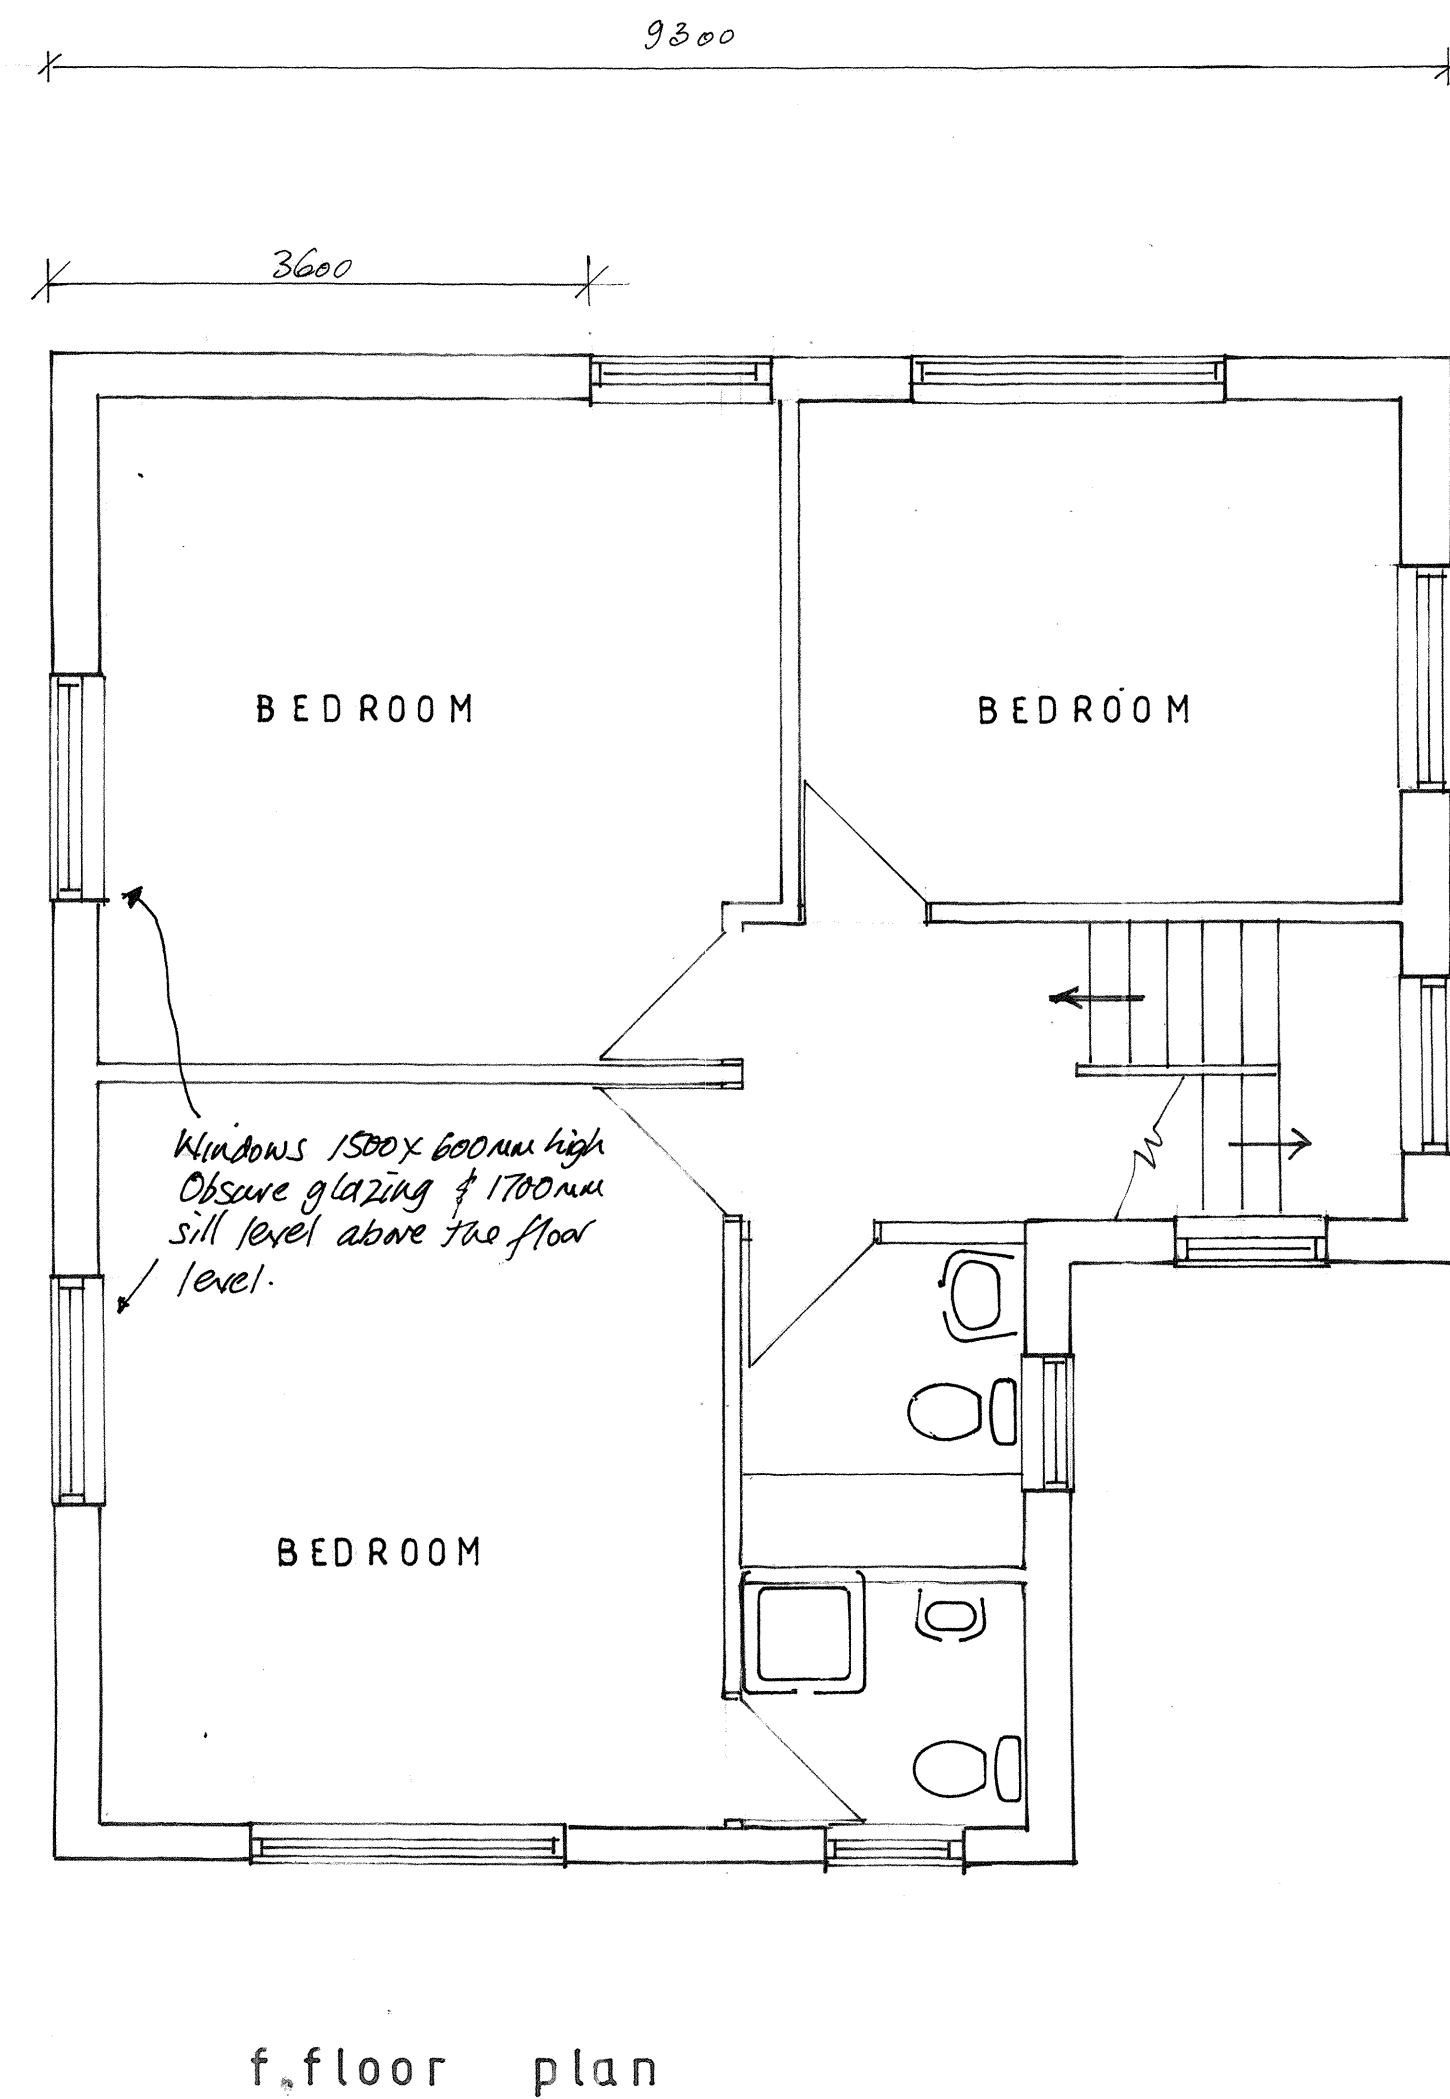 9300
3600
BEDROOM
BEDROOM
Windows 1500 x 600mm high
Obsure glazing & 1700mm
sill level above the floor
level.
BEDROOM
f.floor plan